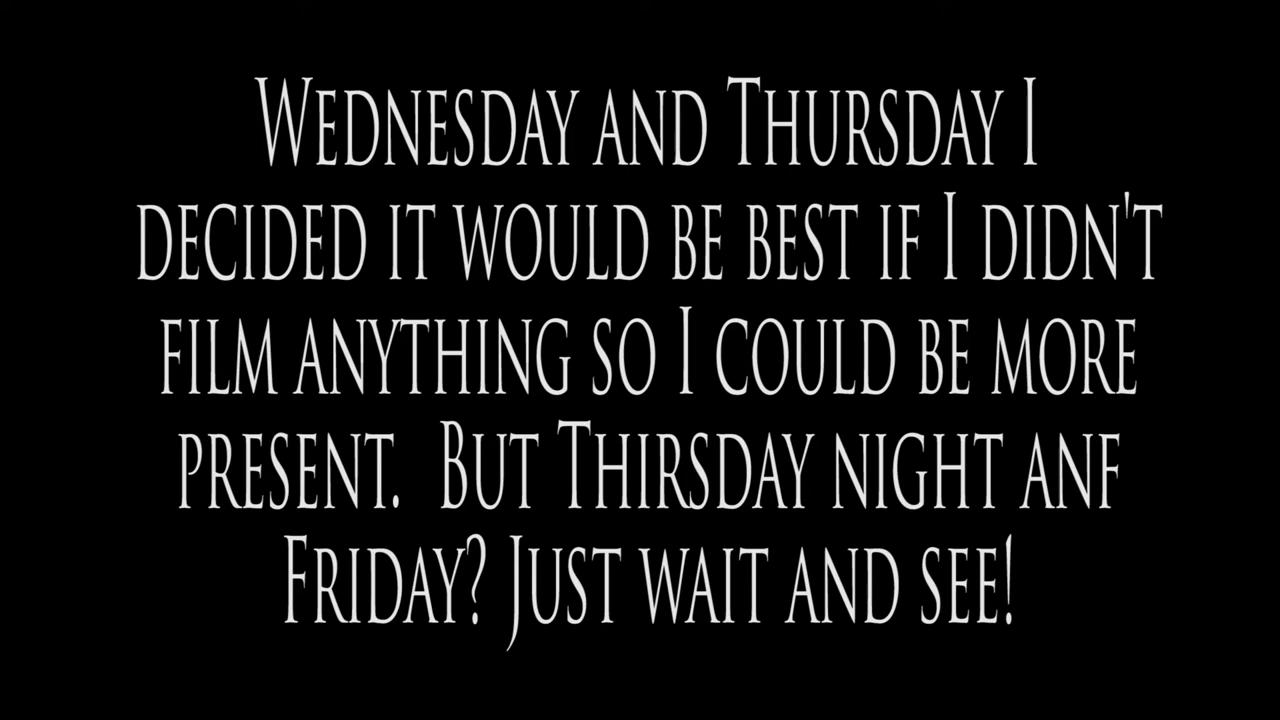 Wednesday and Thursday I
decided it would be best if I didn't
film anything so I could be more
present.  But Thirsday night anf
Friday? Just wait and see!